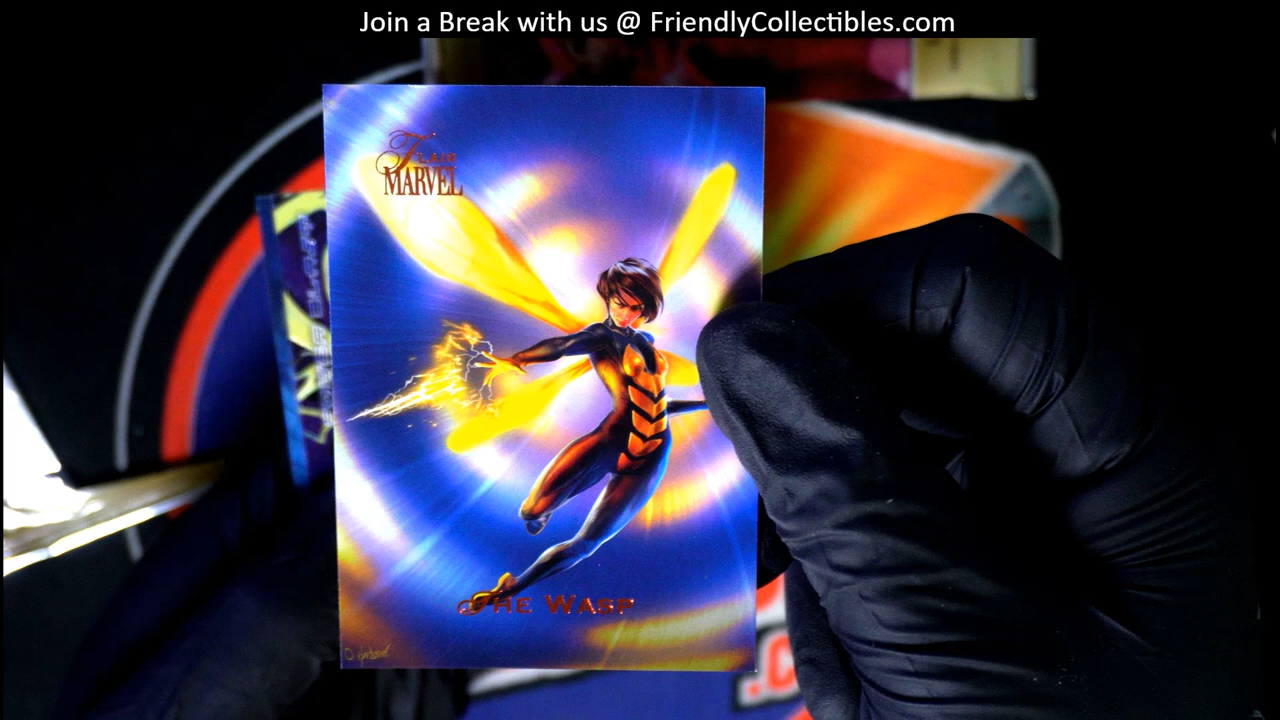 Join a Break with us @ FriendlyCollectibles.com
FLAIR
MARVEL
THE WASP